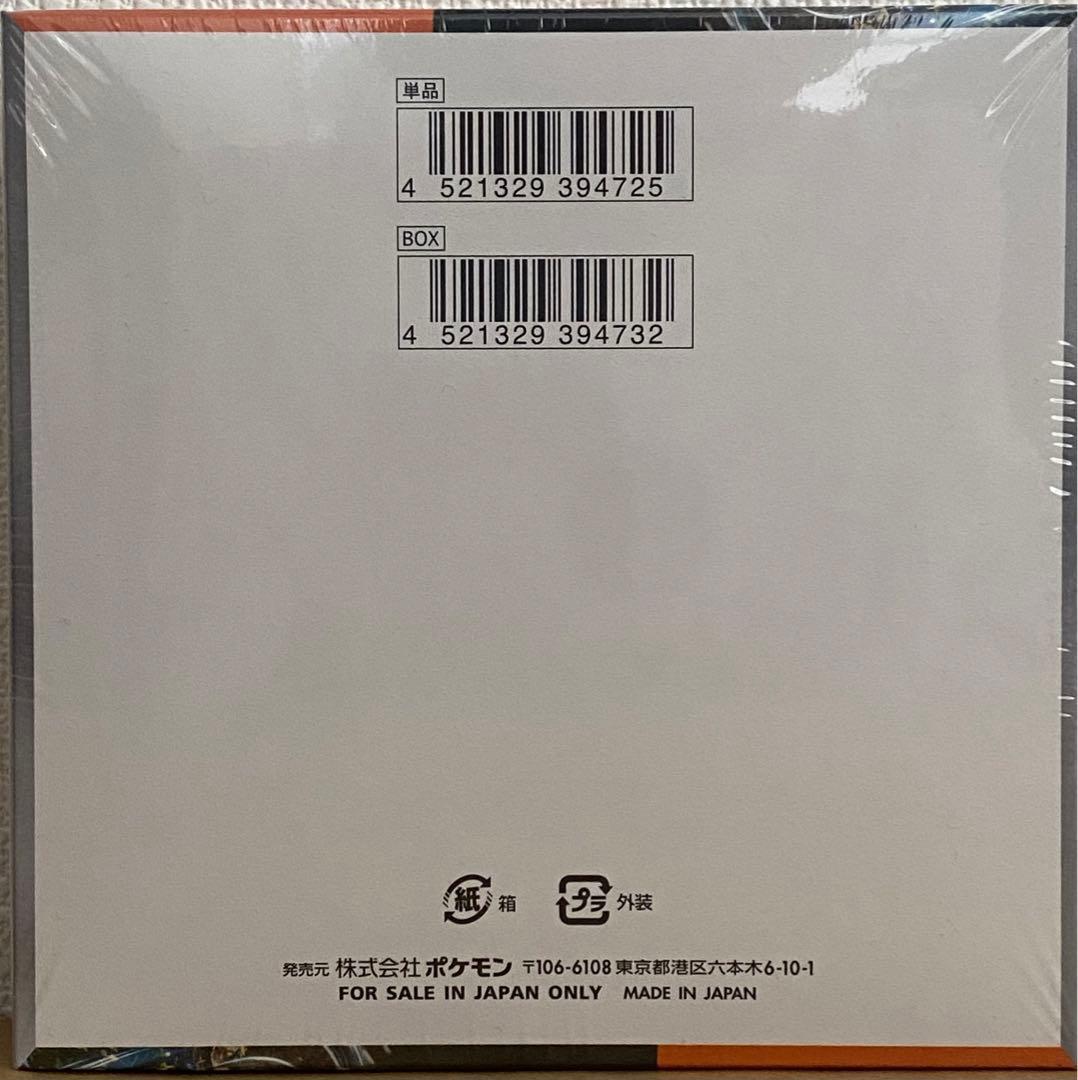 単品
4 521329 394725
BOX
4 521329 394732
紙 箱 プラ 外装
発売元 株式会社 ポケモン 〒106-6108 東京都港区六本木6-10-1
FOR SALE IN JAPAN ONLY MADE IN JAPAN